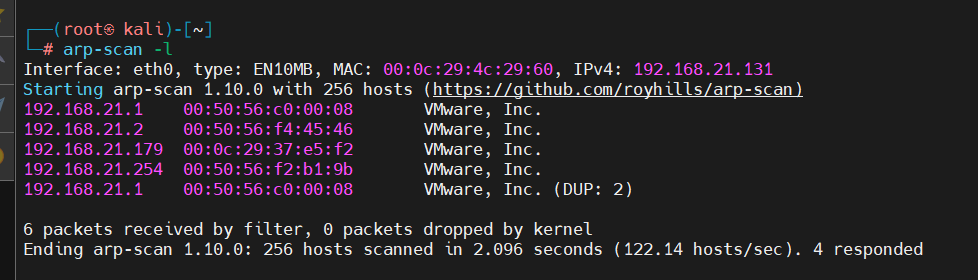 ┌──(root㉿ kali)-[~]
└─# arp-scan -l
Interface: eth0, type: EN10MB, MAC: 00:0c:29:4c:29:60, IPv4: 192.168.21.131
Starting arp-scan 1.10.0 with 256 hosts (https://github.com/royhills/arp-scan)
192.168.21.1 00:50:56:c0:00:08 VMware, Inc.
192.168.21.2 00:50:56:f4:45:46 VMware, Inc.
192.168.21.179 00:0c:29:37:e5:f2 VMware, Inc.
192.168.21.254 00:50:56:f2:b1:9b VMware, Inc.
192.168.21.1 00:50:56:c0:00:08 VMware, Inc. (DUP: 2)
6 packets received by filter, 0 packets dropped by kernel
Ending arp-scan 1.10.0: 256 hosts scanned in 2.096 seconds (122.14 hosts/sec). 4 responded